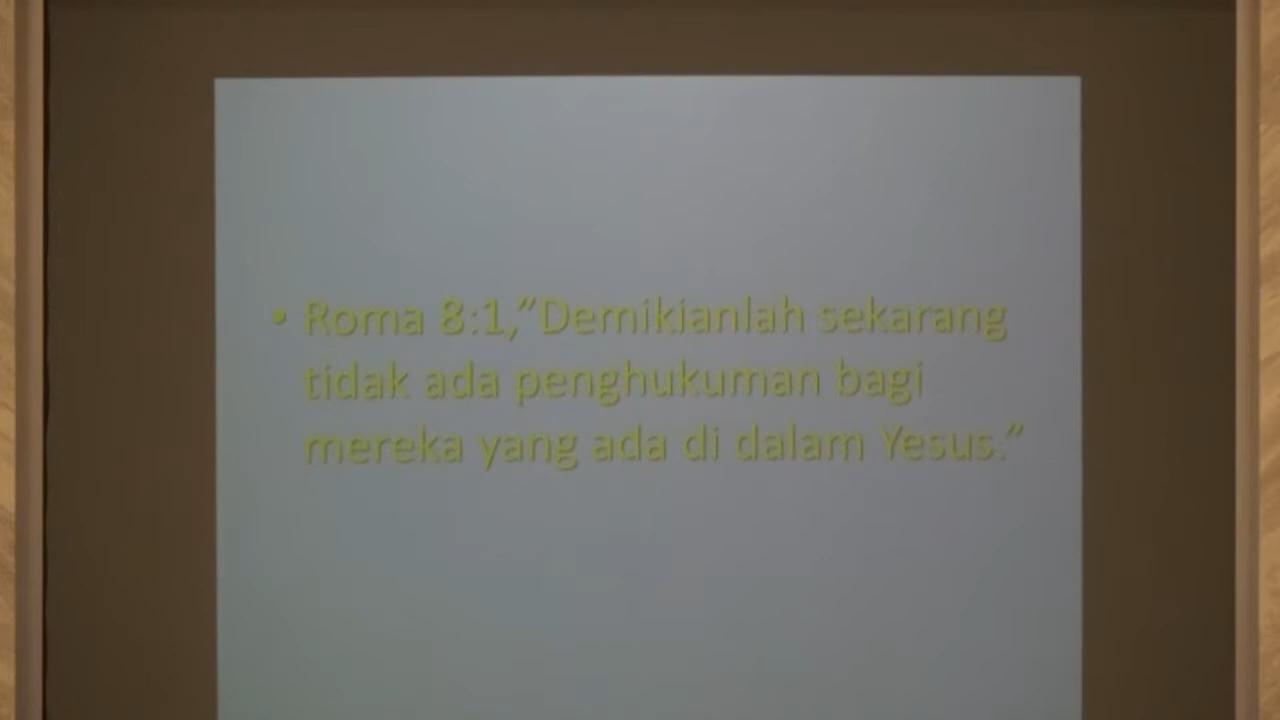 • Roma 8:1,”Demikianlah sekarang
tidak ada penghukuman bagi
mereka yang ada di dalam Yesus.”